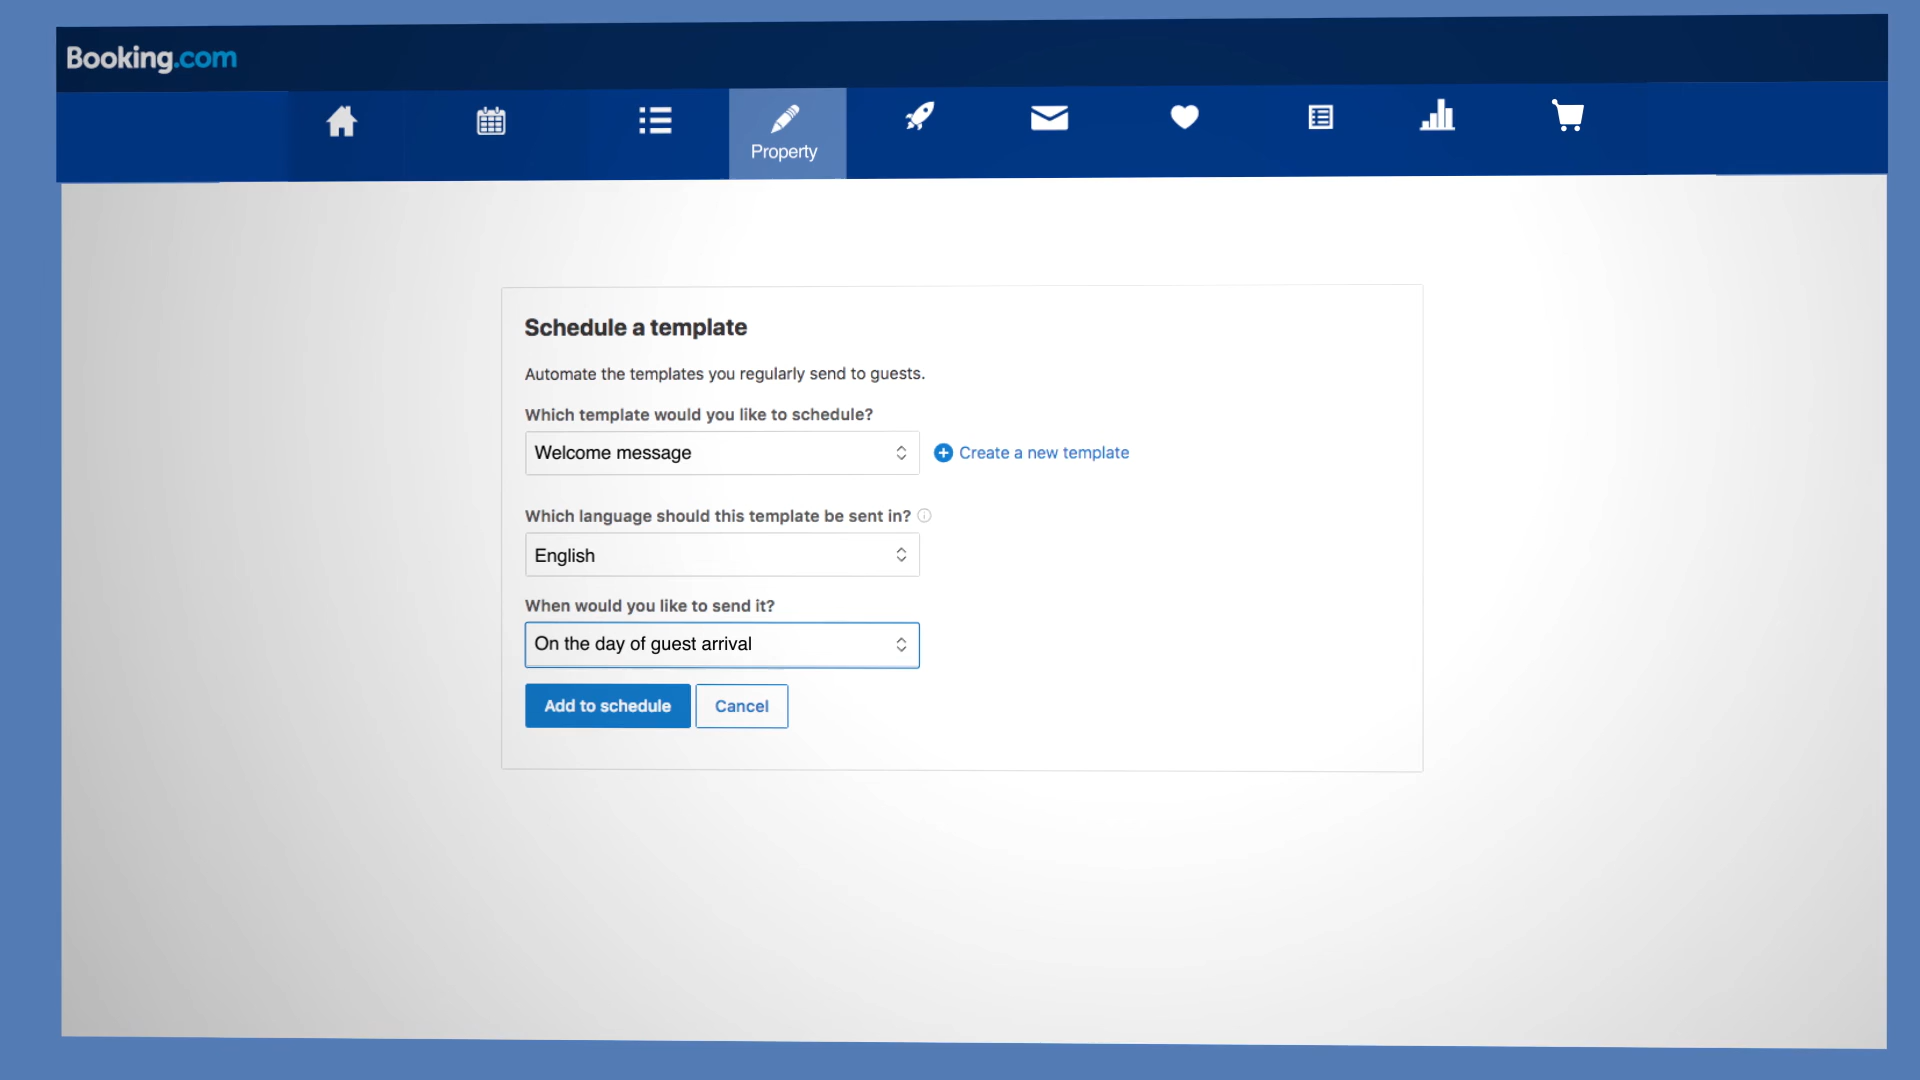 Booking.com
Property
Schedule a template
Automate the templates you regularly send to guests.
Which template would you like to schedule?
Welcome message
Create a new template
Which language should this template be sent in?
English
When would you like to send it?
On the day of guest arrival
Add to schedule
Cancel